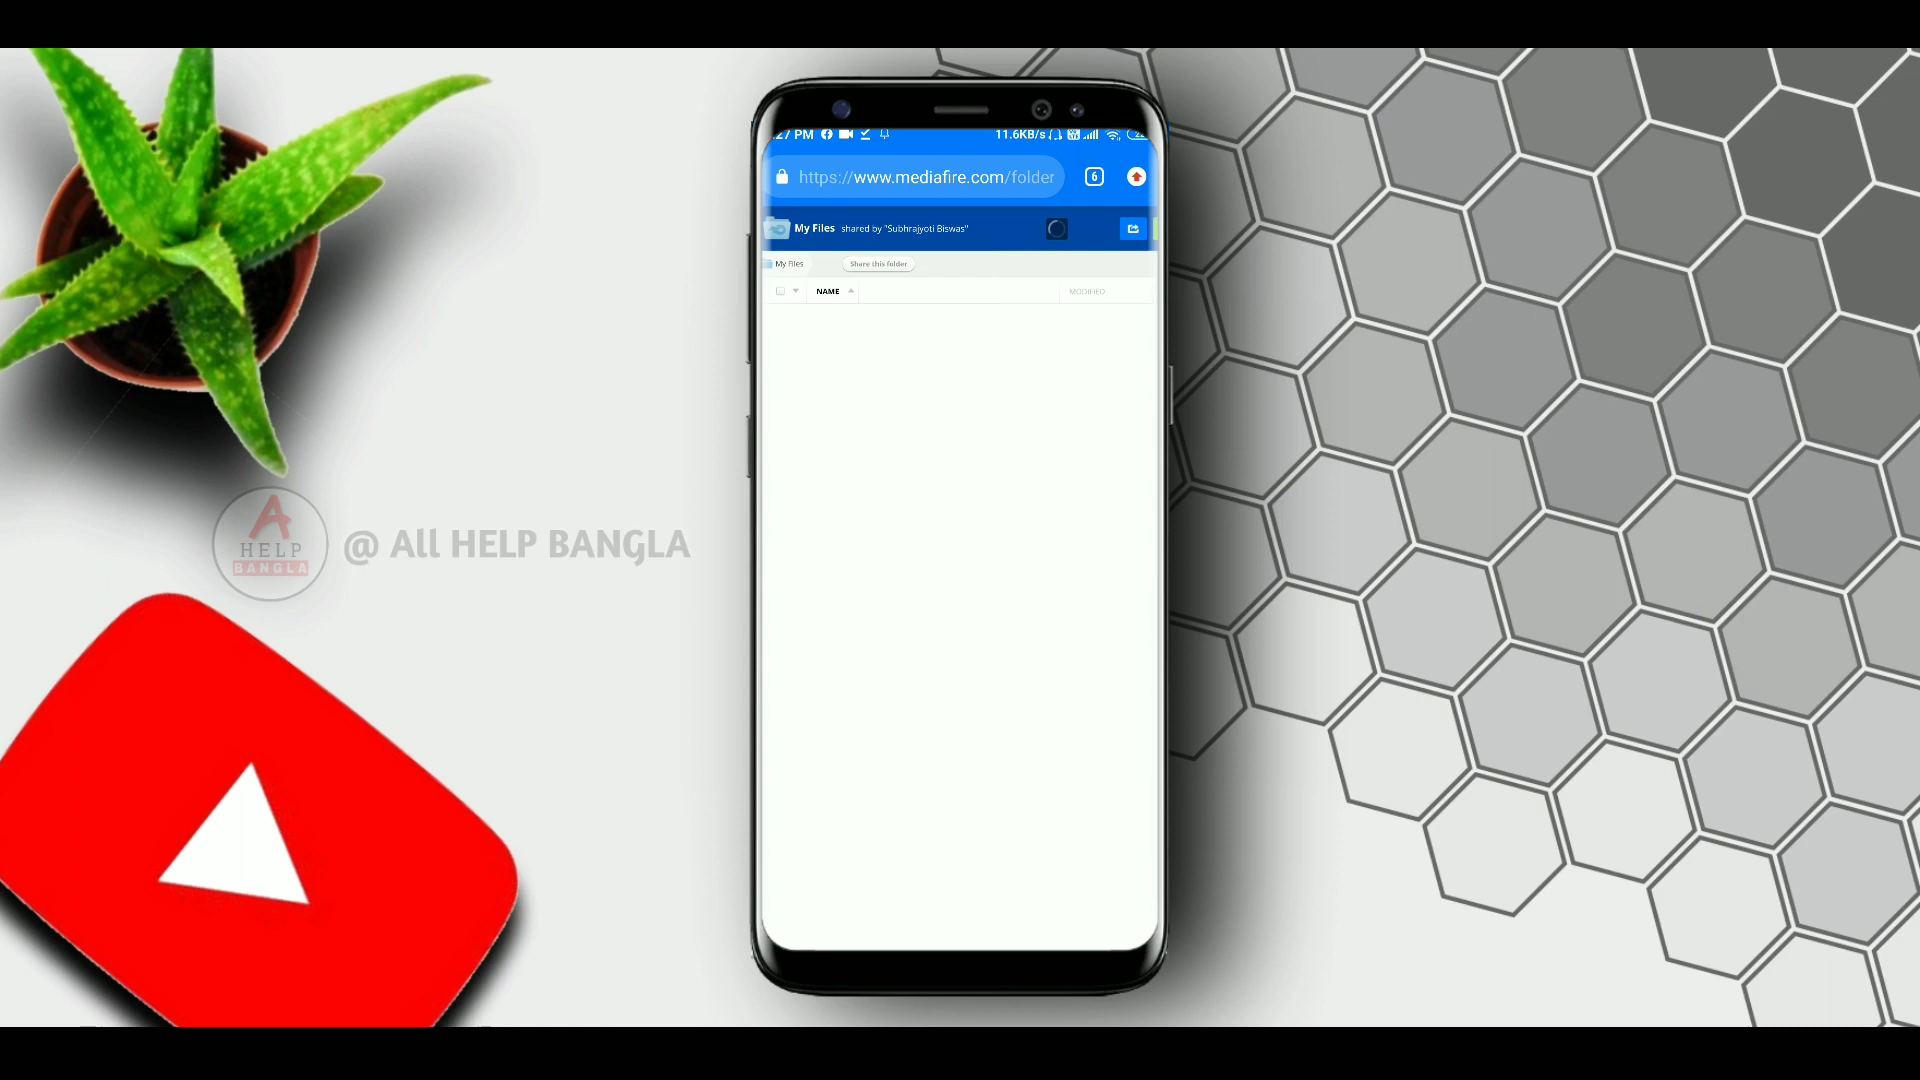 :27 PM 11.6KB/s
https://www.mediafire.com/folder 6
My Files shared by "Subhrajyoti Biswas"
My Files Share this folder
NAME MODIFIED
A
HELP
BANGLA
@ All HELP BANGLA